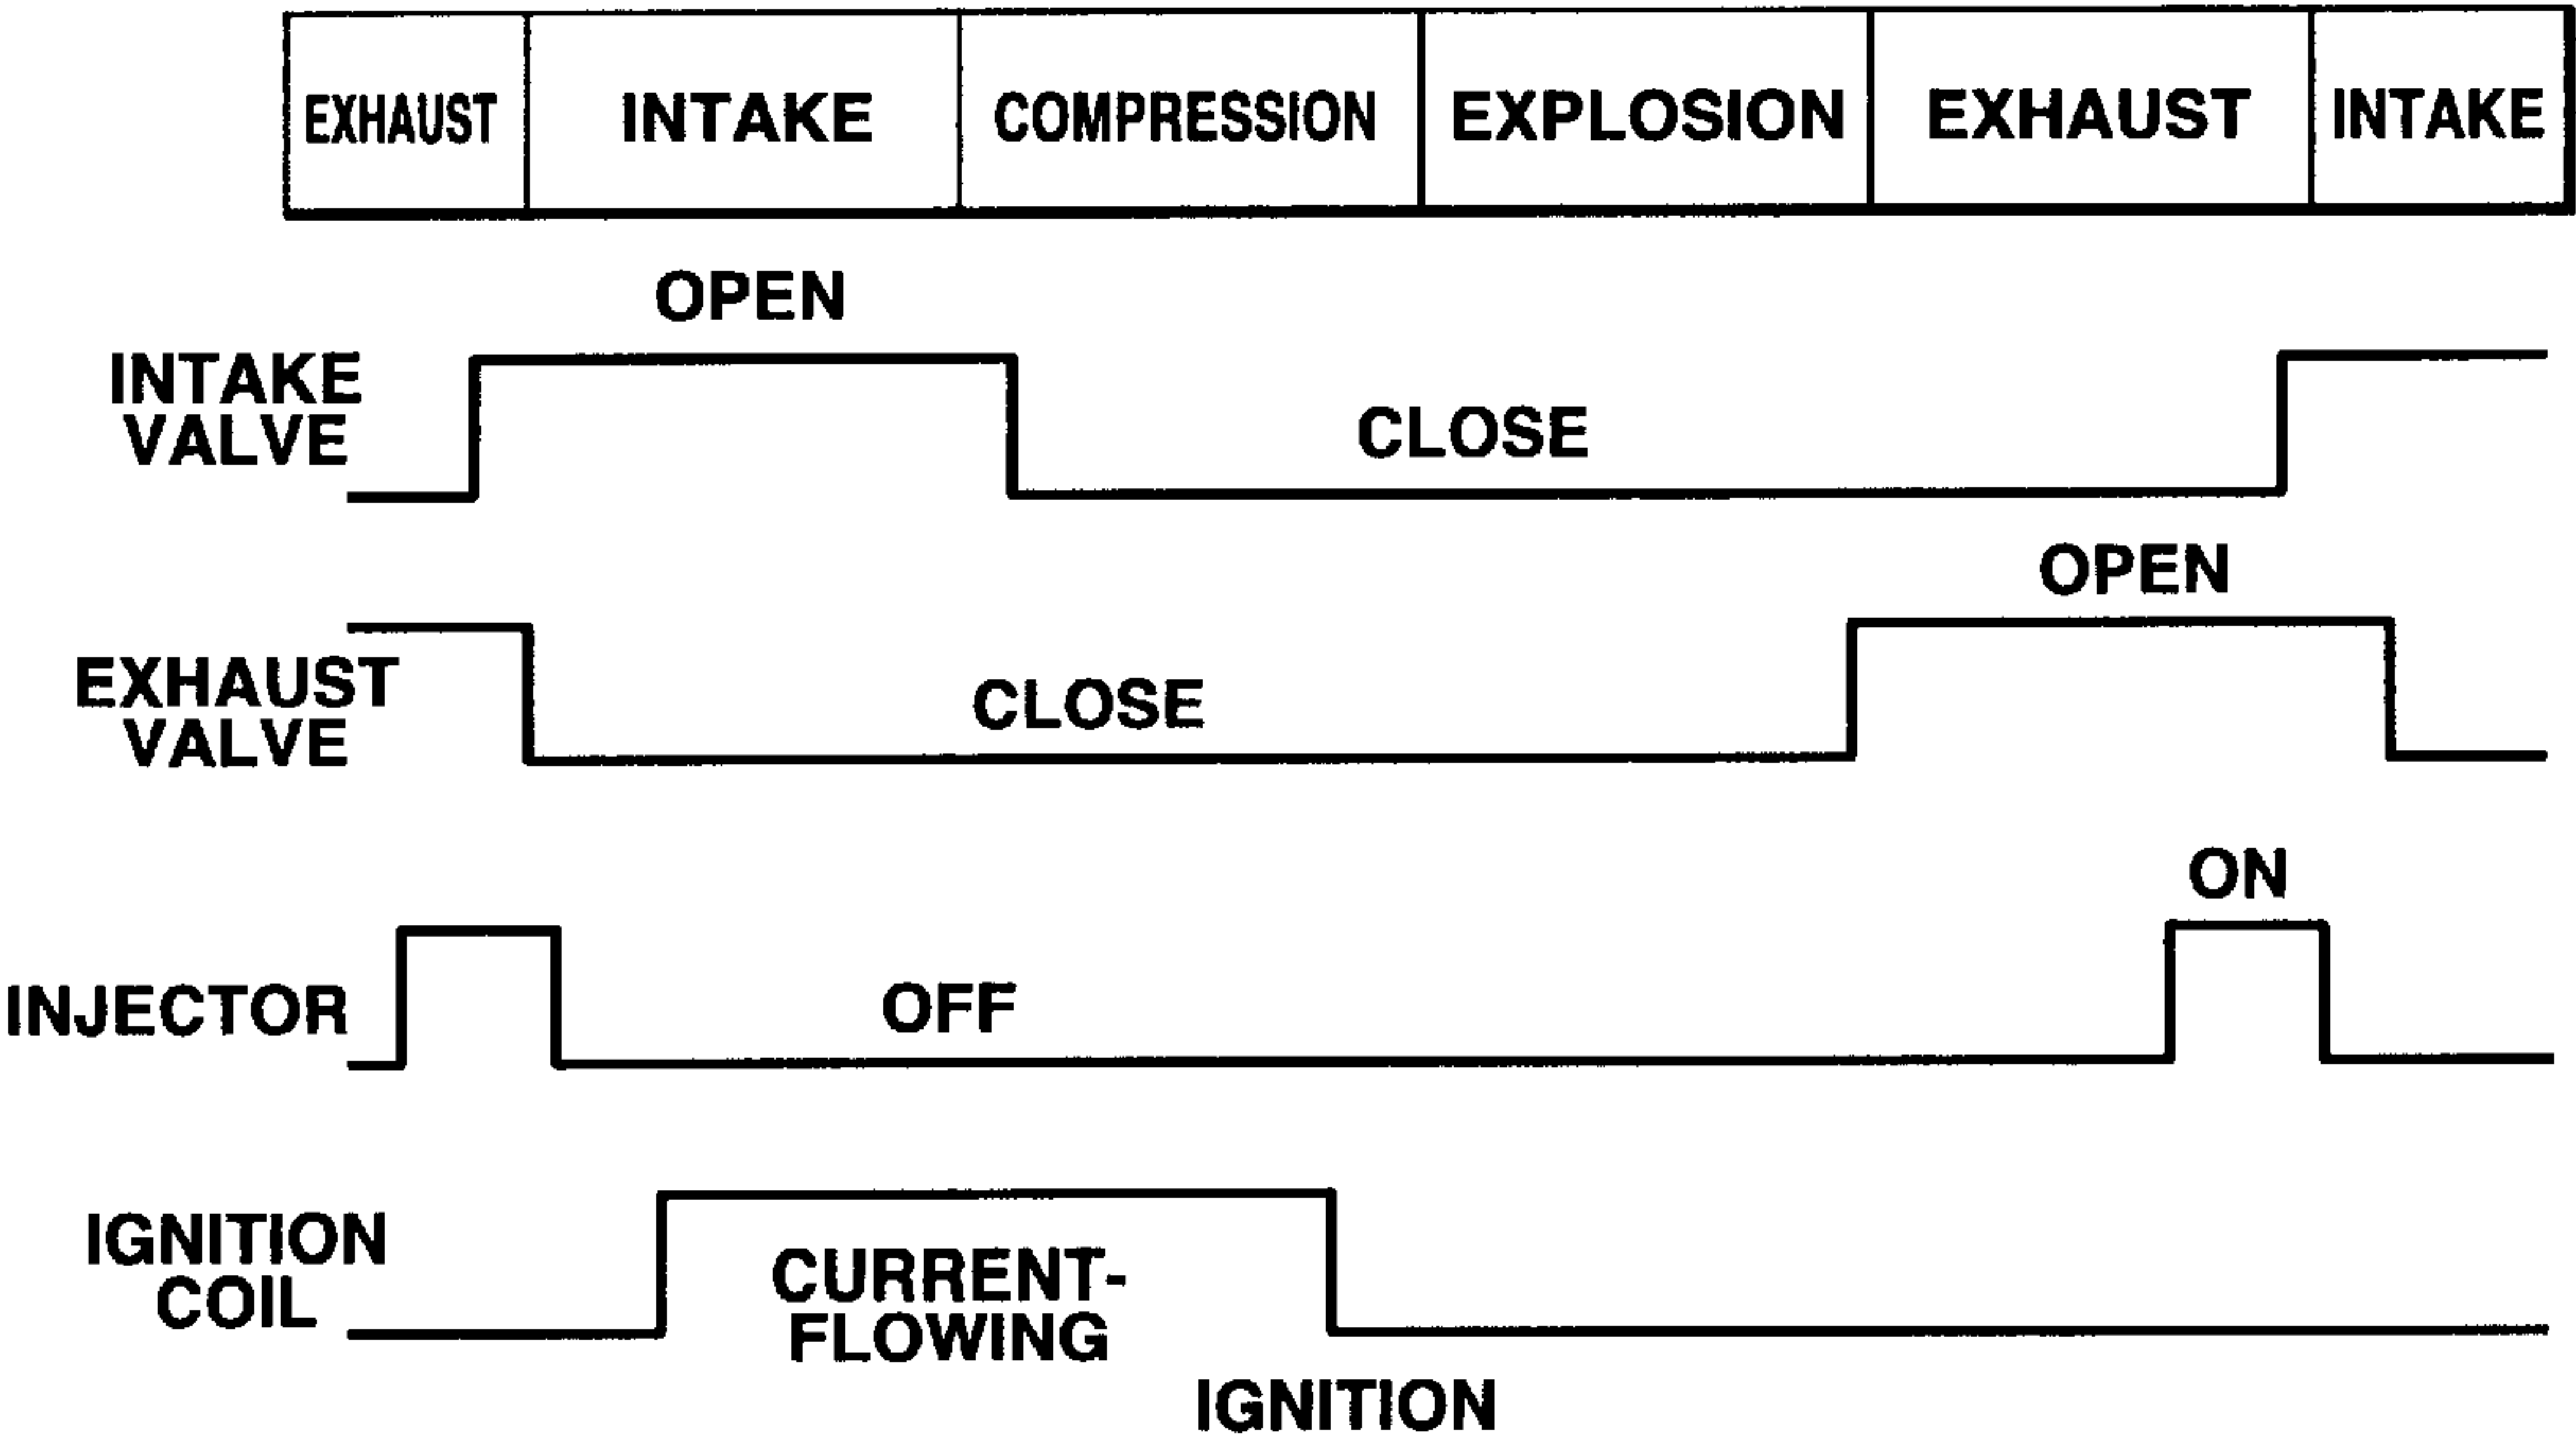 EXHAUST INTAKE COMPRESSION EXPLOSION EXHAUST INTAKE
OPEN
INTAKE
VALVE
CLOSE
OPEN
EXHAUST
VALVE
CLOSE
ON
INJECTOR
OFF
IGNITION
COIL
CURRENT-
FLOWING
IGNITION